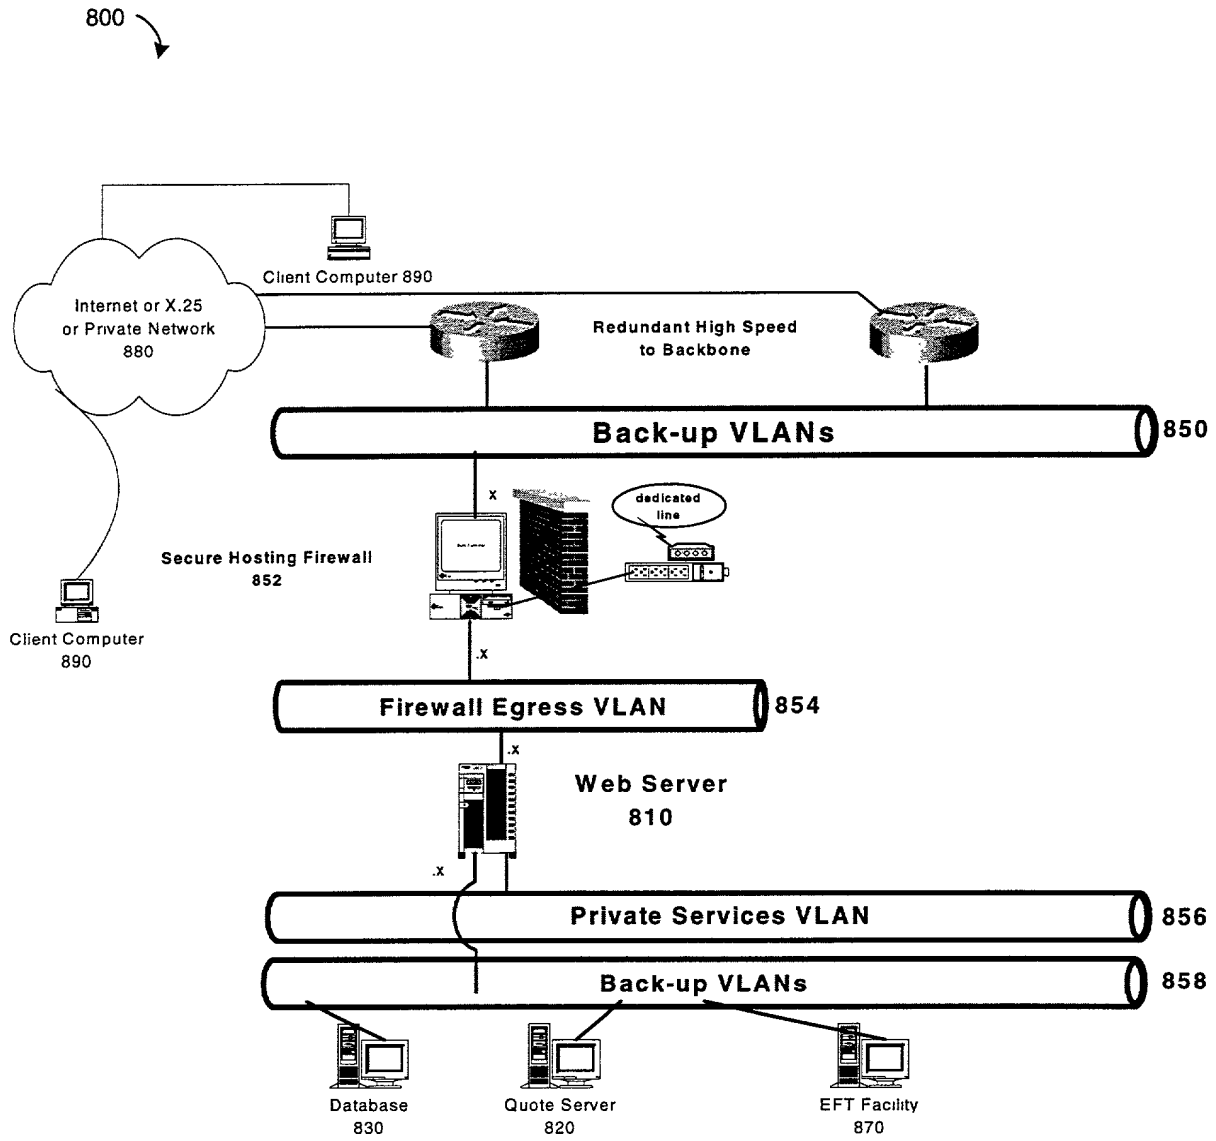 800
Client Computer 890
Internet or X.25
or Private Network
880
Redundant High Speed
to Backbone
Back-up VLANs
850
x
dedicated
line
Secure Hosting Firewall
852
Client Computer
890
.x
Firewall Egress VLAN
854
.x
Web Server
810
.x
Private Services VLAN
856
Back-up VLANs
858
Database
830
Quote Server
820
EFT Facility
870